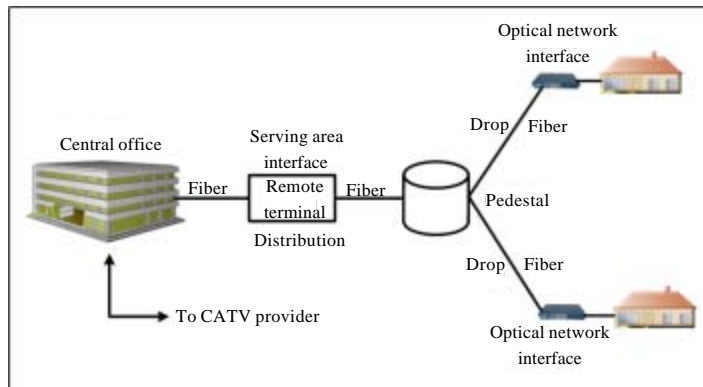 Optical network
interface
Central office
Serving area
interface
Drop
Fiber
Fiber
Remote
terminal
Fiber
Pedestal
Distribution
Drop
Fiber
To CATV provider
Optical network
interface